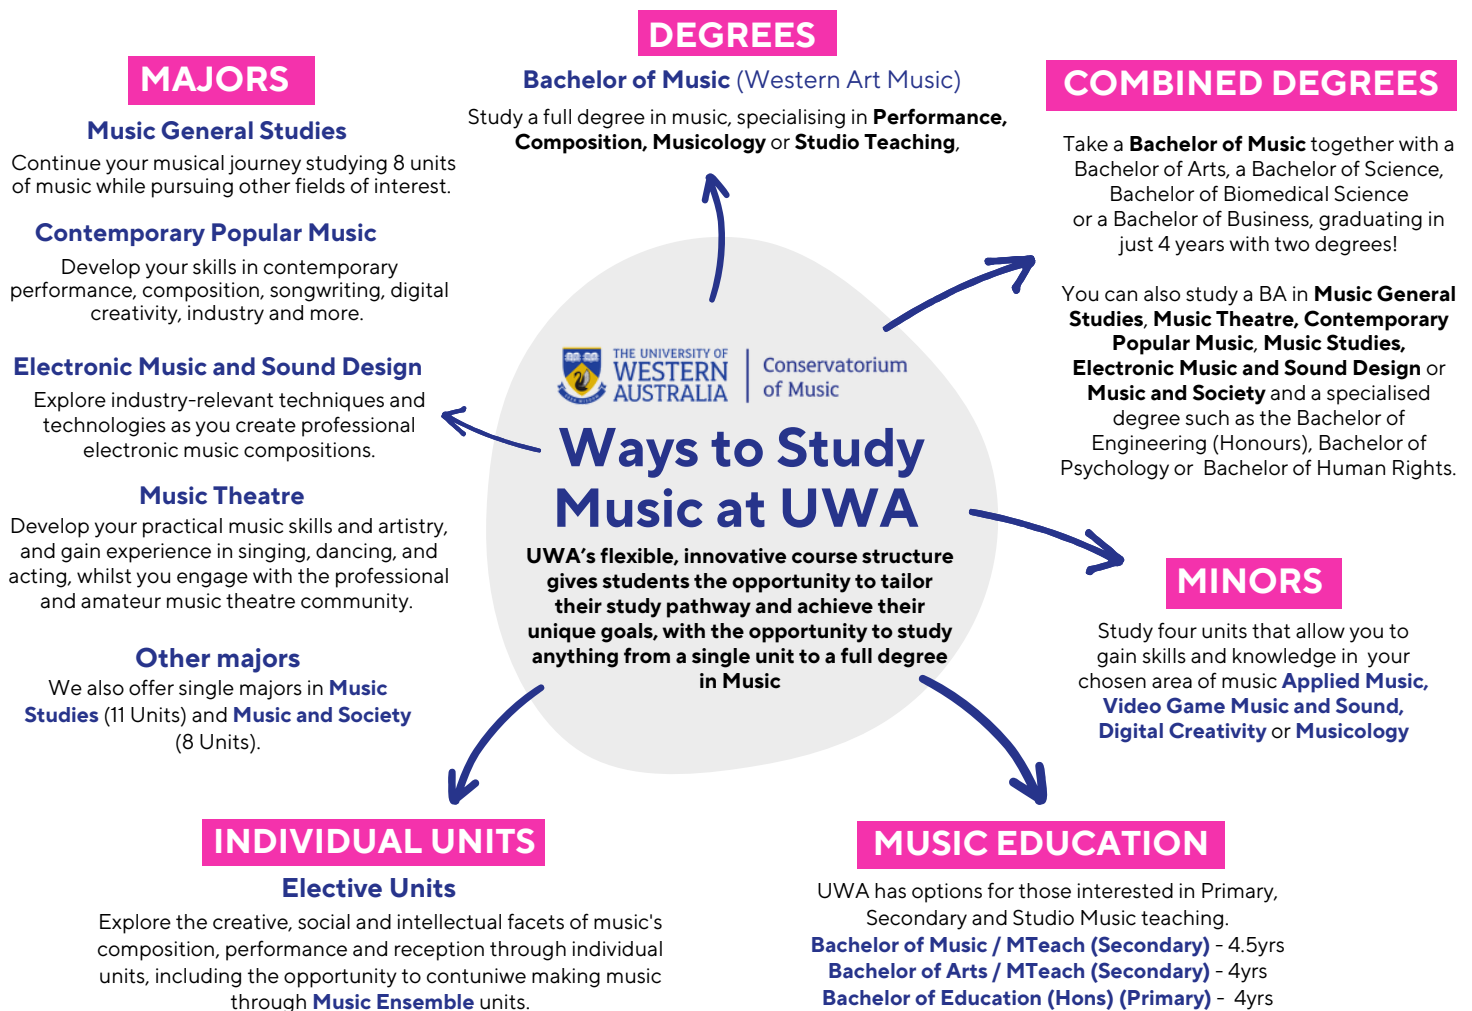 DEGREES
Bachelor of Music (Western Art Music)
Study a full degree in music, specialising in Performance,
Composition, Musicology or Studio Teaching,
MAJORS
Music General Studies
Continue your musical journey studying 8 units
of music while pursuing other fields of interest.
Contemporary Popular Music
Develop your skills in contemporary
performance, composition, songwriting, digital
creativity, industry and more.
Electronic Music and Sound Design
Explore industry-relevant techniques and
technologies as you create professional
electronic music compositions.
Music Theatre
Develop your practical music skills and artistry,
and gain experience in singing, dancing, and
acting, whilst you engage with the professional
and amateur music theatre community.
Other majors
We also offer single majors in Music
Studies (11 Units) and Music and Society
(8 Units).
COMBINED DEGREES
Take a Bachelor of Music together with a
Bachelor of Arts, a Bachelor of Science,
Bachelor of Biomedical Science
or a Bachelor of Business, graduating in
just 4 years with two degrees!
You can also study a BA in Music General
Studies, Music Theatre, Contemporary
Popular Music, Music Studies,
Electronic Music and Sound Design or
Music and Society and a specialised
degree such as the Bachelor of
Engineering (Honours), Bachelor of
Psychology or Bachelor of Human Rights.
THE UNIVERSITY OF
WESTERN
AUSTRALIA
Conservatorium
of Music
Ways to Study
Music at UWA
UWA's flexible, innovative course structure
gives students the opportunity to tailor
their study pathway and achieve their
unique goals, with the opportunity to study
anything from a single unit to a full degree
in Music
MINORS
Study four units that allow you to
gain skills and knowledge in your
chosen area of music Applied Music,
Video Game Music and Sound,
Digital Creativity or Musicology
INDIVIDUAL UNITS
Elective Units
Explore the creative, social and intellectual facets of music's
composition, performance and reception through individual
units, including the opportunity to contuniwe making music
through Music Ensemble units.
MUSIC EDUCATION
UWA has options for those interested in Primary,
Secondary and Studio Music teaching.
Bachelor of Music / MTeach (Secondary) - 4.5yrs
Bachelor of Arts / MTeach (Secondary) - 4yrs
Bachelor of Education (Hons) (Primary) - 4yrs